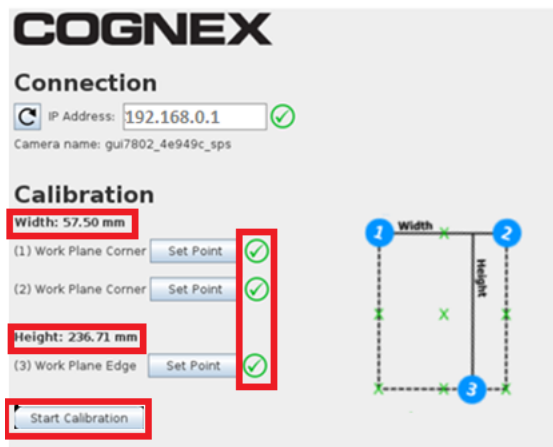 COGNEX
Connection
IP Address: 192.168.0.1
Camera name: gui7802_4e949c_sps
Calibration
Width: 57.50 mm
(1) Work Plane Corner Set Point
(2) Work Plane Corner Set Point
Height: 236.71 mm
(3) Work Plane Edge Set Point
Start Calibration
1 Width 2
Height
3